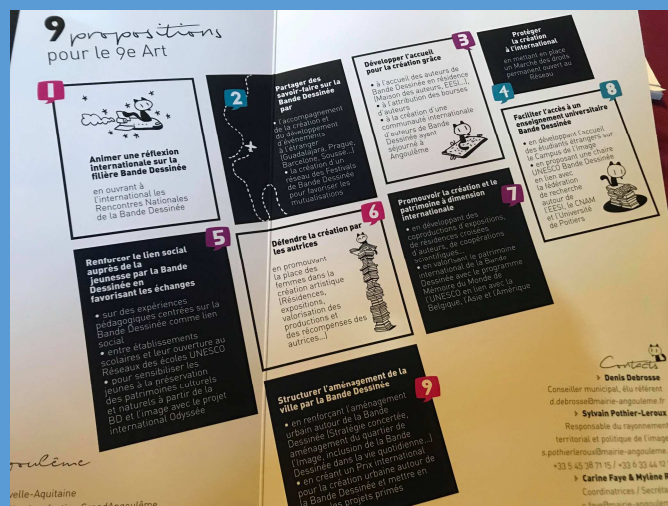 9 propositions
pour le 9e Art
1
Animer une réflexion
internationale sur la
filière Bande Dessinée
en ouvrant à
l'international les
Rencontres Nationales
de la Bande Dessinée
2
Partager des
savoir-faire sur la
Bande Dessinée
par
• l'accompagnement
de la création et
du développement
d'événements
à l'étranger
(Guadalajara, Prague,
Barcelone, Sousse...)
• la création d'un
réseau des Festivals
de Bande Dessinée
pour favoriser les
mutualisations
3
Développer l'accueil
pour la création grâce
• à l'accueil des auteurs de
Bande Dessinée en résidence
(Maison des auteurs, EESI...),
• à l'attribution des bourses
d'auteurs
• à la création d'une
communauté internationale
d'auteurs de Bande
Dessinée ayant
séjourné à
Angoulême
4
Protéger
la création
à l'international
en mettant en place
un Marché des droits
permanent ouvert au
Réseau
5
Renforcer le lien social
auprès de la
jeunesse par la Bande
Dessinée en
favorisant les échanges
• sur des expériences
pédagogiques centrées sur la
Bande Dessinée comme lien
social
• entre établissements
scolaires et leur ouverture au
Réseaux des écoles UNESCO
• pour sensibiliser les
jeunes à la préservation
des patrimoines culturels
et naturels à partir de la
BD et l'image avec le projet
international Odyssée
6
Défendre la création par
les autrices
en promouvant
la place des
femmes dans la
création artistique
(Résidences,
expositions,
valorisation des
productions et
des récompenses des
autrices...)
7
Promouvoir la création et le
patrimoine à dimension
internationale
• en développant des
coproductions d'expositions,
de résidences croisées
d'auteurs, de coopérations
scientifiques...
• en valorisant le patrimoine
international de la Bande
Dessinée avec le programme
Mémoire du Monde de
l'UNESCO en lien avec la
Belgique, l'Asie et l'Amérique
8
Faciliter l'accès à un
enseignement universitaire
Bande Dessinée
• en développant l'accueil
des étudiants étrangers sur
le Campus de l'image
• en proposant une chaire
UNESCO Bande Dessinée
en lien avec
la fédération
de recherche
autour de
l'EESI, le CNAM
et l'Université
de Poitiers
9
Structurer l'aménagement de la
ville par la Bande Dessinée
• en renforçant l'aménagement
urbain autour de la Bande
Dessinée (Stratégie concertée,
aménagement du quartier de
l'Image, inclusion de la Bande
Dessinée dans la vie quotidienne...)
• en créant un Prix international
pour la création urbaine autour de
la Bande Dessinée et mettre en
les projets primés
Contacts
> Denis Debrosse
Conseiller municipal, élu référent
d.debrosse@mairie-angouleme.fr
> Sylvain Pothier-Leroux
Responsable du rayonnement
territorial et politique de l'image
s.pothierleroux@mairie-angouleme.
+33 5 45 38 71 15 / +33 6 33 44 12
> Carine Faye & Mylène R
Coordinatrices / Secréta
c.faye@mairie-angoulem
oulême
velle-Aquitaine
GrandAngoulême